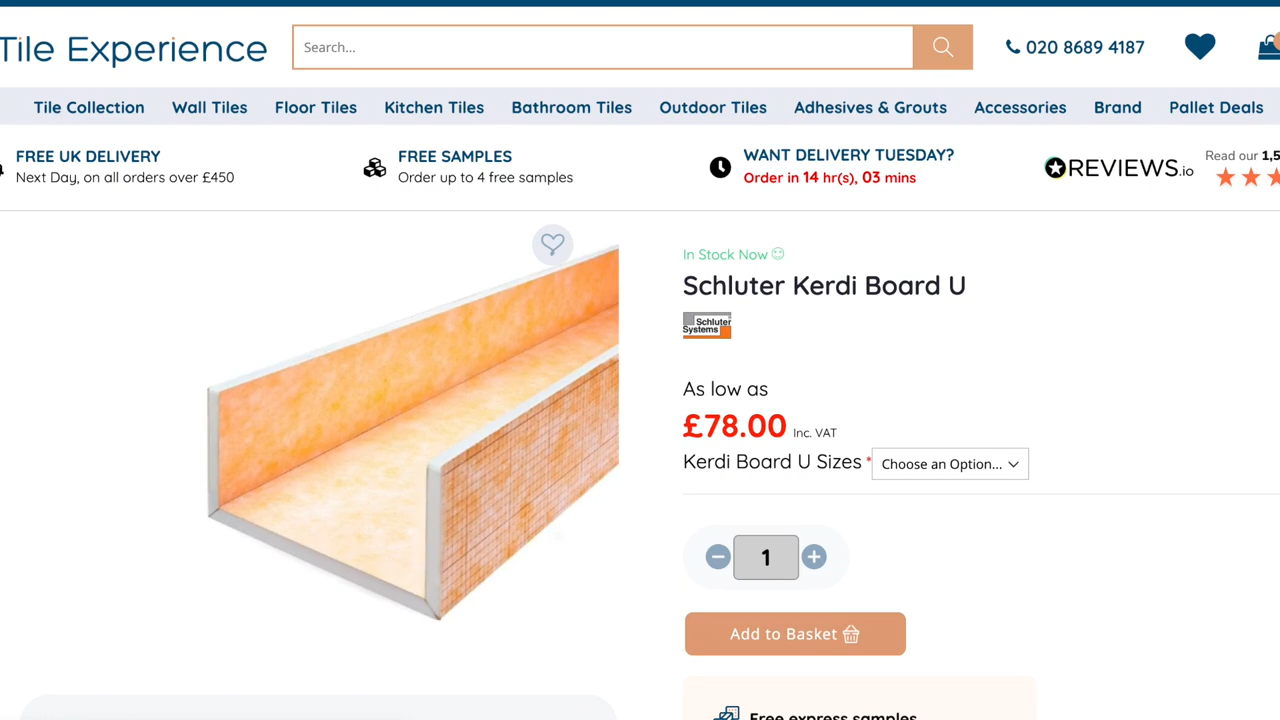 Tile Experience
Search...
020 8689 4187
Tile Collection Wall Tiles Floor Tiles Kitchen Tiles Bathroom Tiles Outdoor Tiles Adhesives & Grouts Accessories Brand Pallet Deals
FREE UK DELIVERY
Next Day, on all orders over £450
FREE SAMPLES
Order up to 4 free samples
WANT DELIVERY TUESDAY?
Order in 14 hr(s), 03 mins
REVIEWS.io
Read our 1,5
In Stock Now
Schluter Kerdi Board U
Schluter
Systems
As low as
£78.00 Inc. VAT
Kerdi Board U Sizes * Choose an Option...
1
Add to Basket
Free express samples